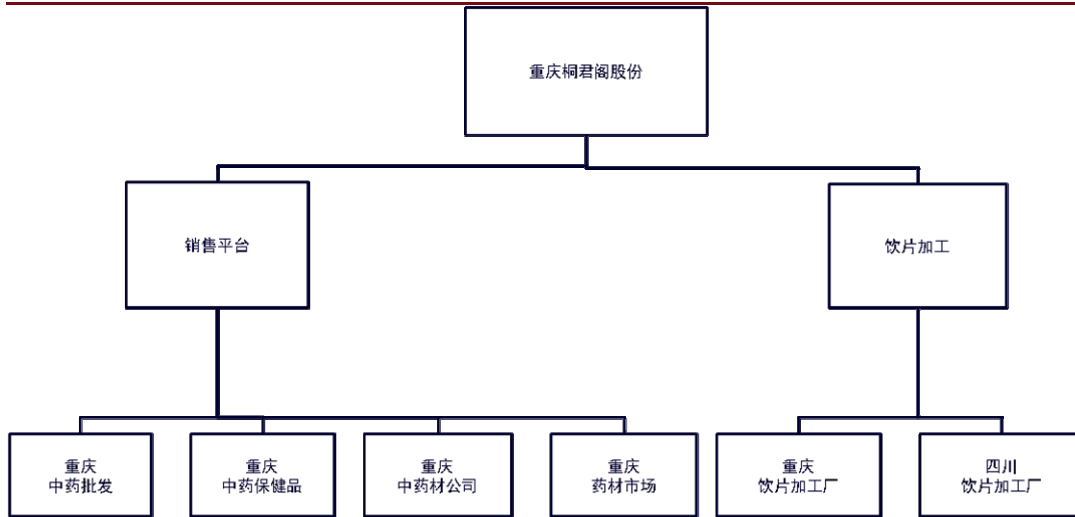 重庆桐君阁股份
销售平台
饮片加工
重庆
中药批发
重庆
中药保健品
重庆
中药材公司
重庆
药材市场
重庆
饮片加工厂
四川
饮片加工厂